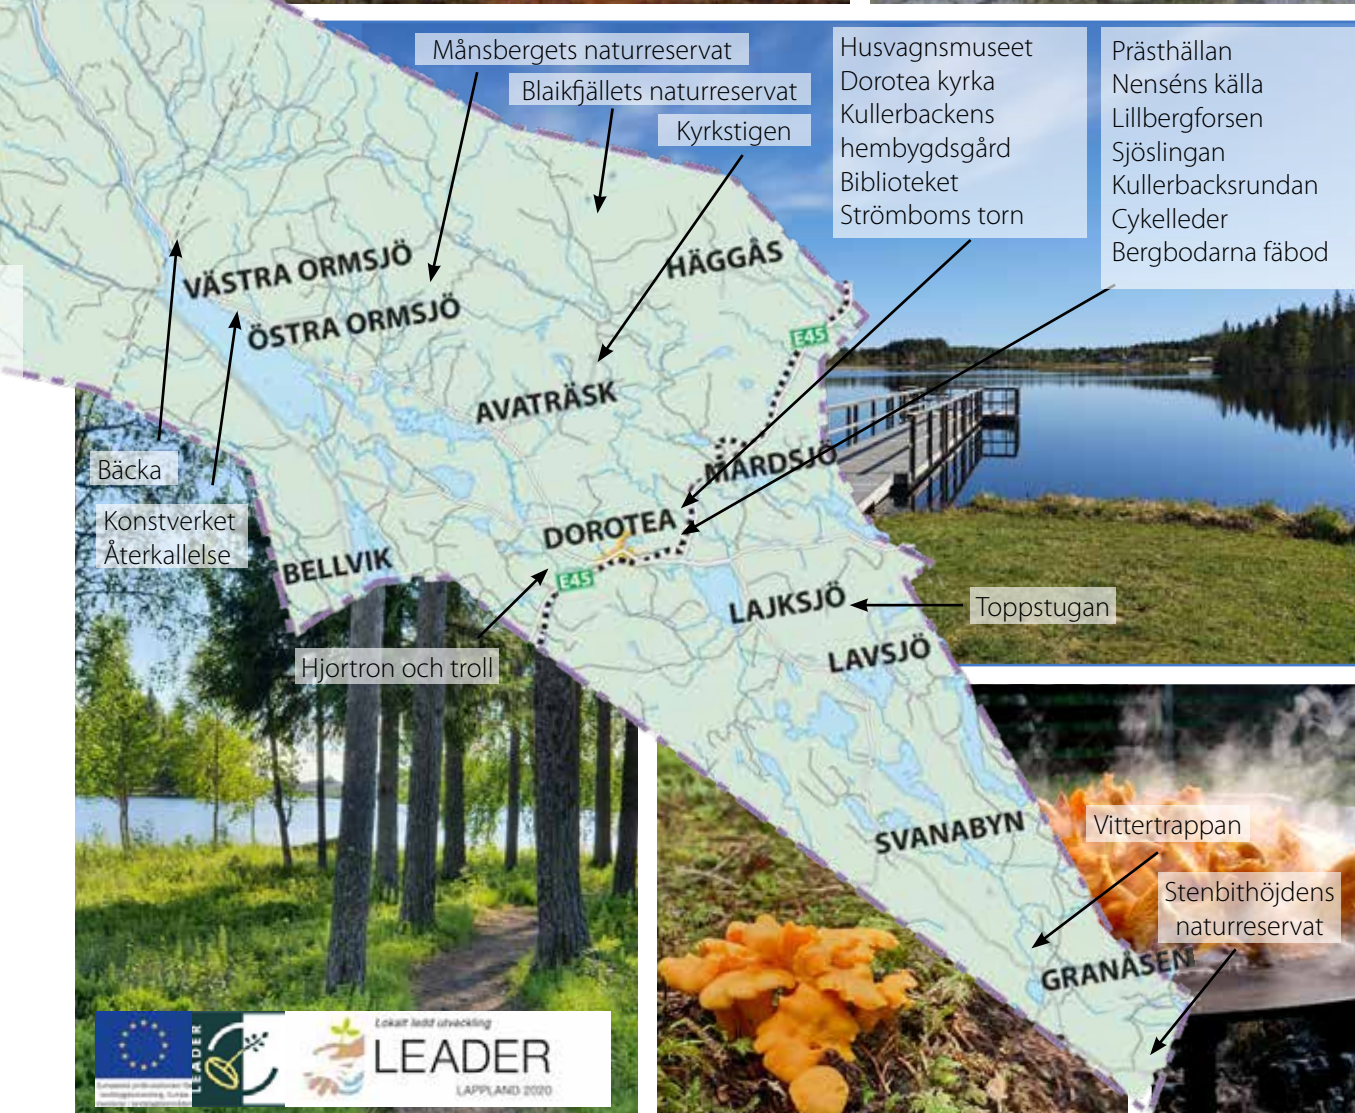 Månsbergets naturreservat
Blaikfjällets naturreservat
Kyrkstigen
Husvagnsmuseet
Dorotea kyrka
Kullerbackens
hembygdsgård
Biblioteket
Strömboms torn
Prästhällan
Nenséns källa
Lillbergforsen
Sjöslingan
Kullerbacksrundan
Cykelleder
Bergbodarna fäbod
VÄSTRA ORMSJÖ
ÖSTRA ORMSJÖ
HÄGGÅS
E45
AVATRÄSK
MÅRDSJÖ
Bäcka
Konstverket
Återkallelse
DOROTEA
BELLVIK
E45
LAJKSJÖ
Toppstugan
Hjortron och troll
LAVSJÖ
SVANABYN
Vittertrappan
Stenbithöjdens
naturreservat
GRANÅSEN
LEADER
Lokalt ledd utveckling
LEADER
LAPPLAND 2020